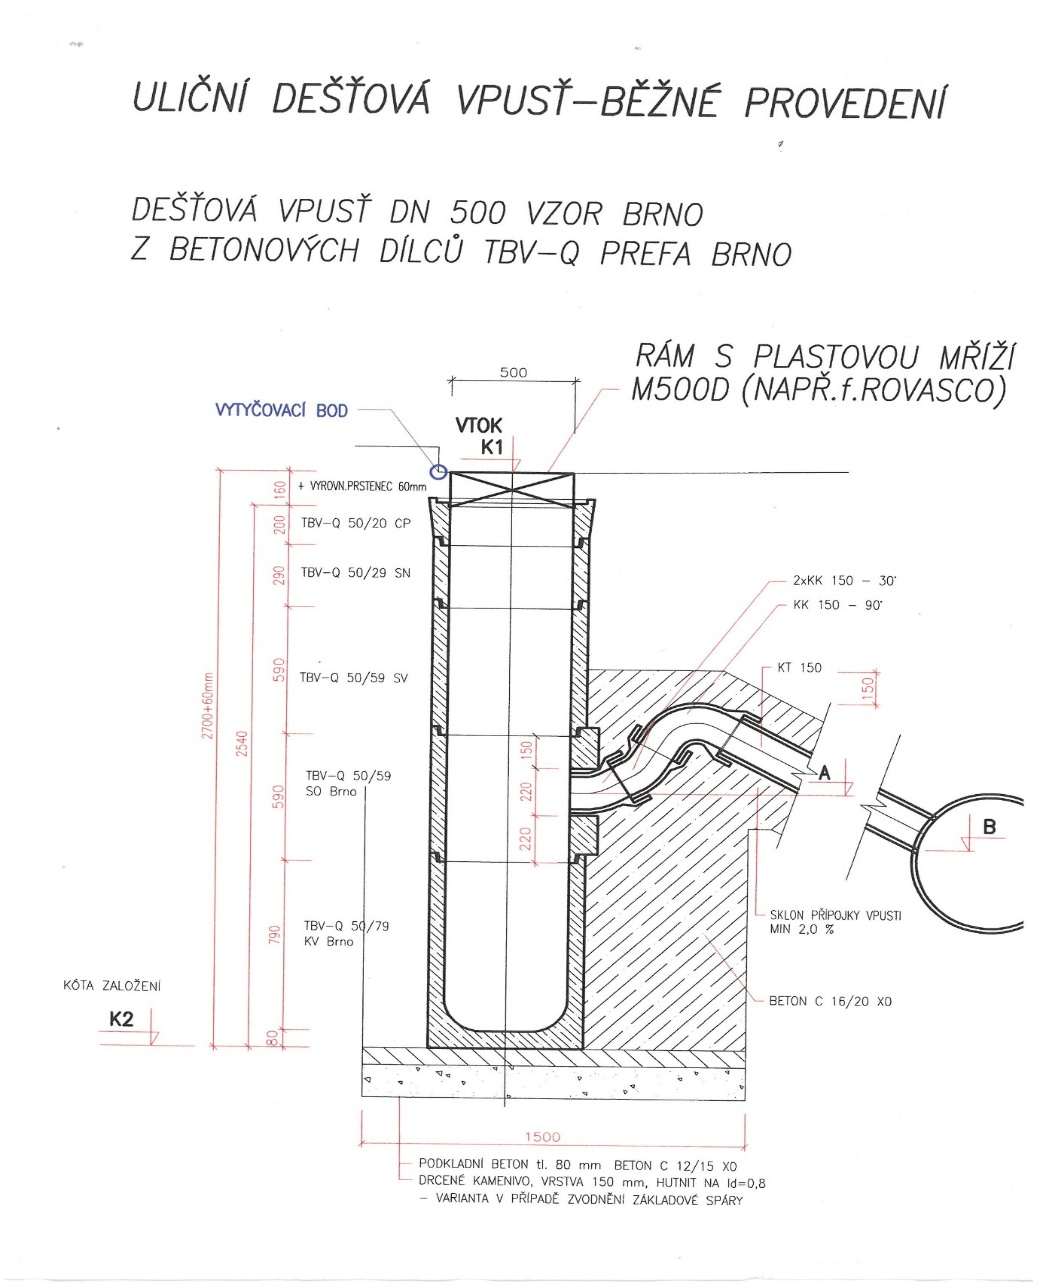 ULIČNÍ DEŠŤOVÁ VPUSŤ–BĚŽNÉ PROVEDENÍ
DEŠŤOVÁ VPUSŤ DN 500 VZOR BRNO
Z BETONOVÝCH DÍLCŮ TBV–Q PREFA BRNO
RÁM S PLASTOVOU MŘÍŽÍ
M500D (NAPŘ.f.ROVASCO)
500
VYTYČOVACÍ BOD
VTOK
K1
160
+ VYROVN.PRSTENEC 60mm
200
TBV–Q 50/20 CP
290
TBV–Q 50/29 SN
2xKK 150 – 30°
KK 150 – 90°
590
TBV–Q 50/59 SV
KT 150
150
2700+60mm
2540
150
A
590
TBV–Q 50/59
SO Brno
220
B
220
SKLON PŘÍPOJKY VPUSTI
MIN 2,0 %
790
TBV–Q 50/79
KV Brno
KÓTA ZALOŽENÍ
K2
BETON C 16/20 X0
80
1500
PODKLADNÍ BETON tl. 80 mm BETON C 12/15 X0
DRCENÉ KAMENIVO, VRSTVA 150 mm, HUTNIT NA Id=0,8
– VARIANTA V PŘÍPADĚ ZVODNĚNÍ ZÁKLADOVÉ SPÁRY